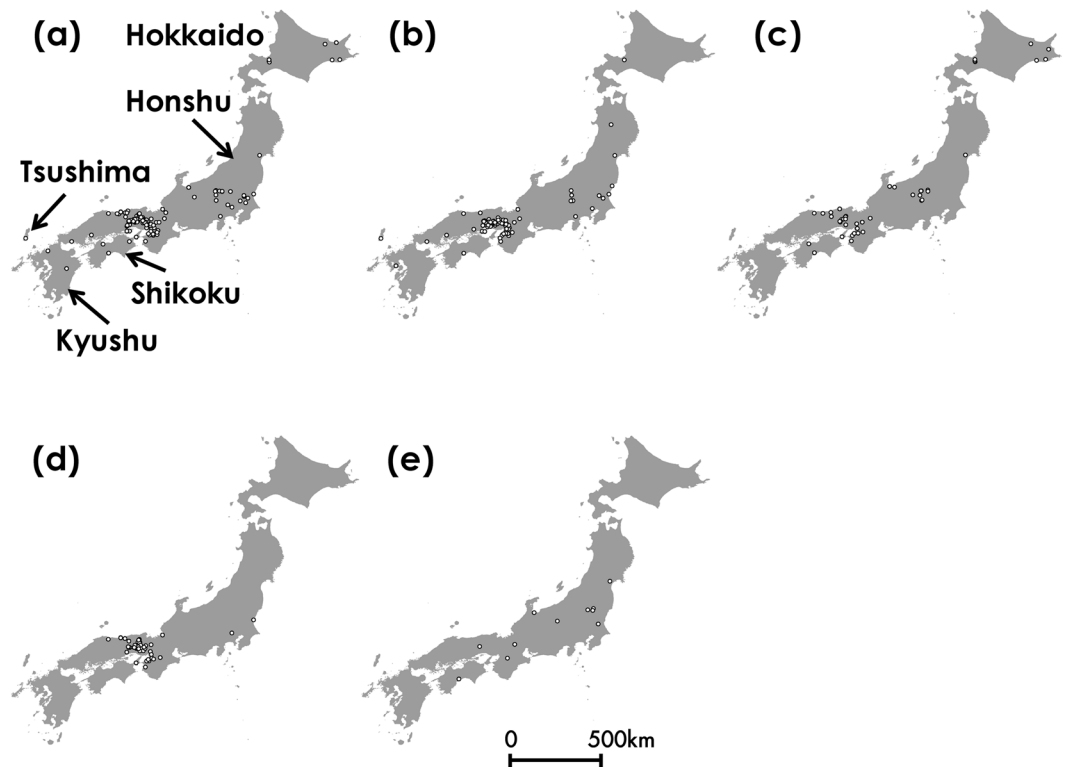 (a)
Hokkaido
(b)
(c)
Honshu
Tsushima
Shikoku
Kyushu
(d)
(e)
0
500km